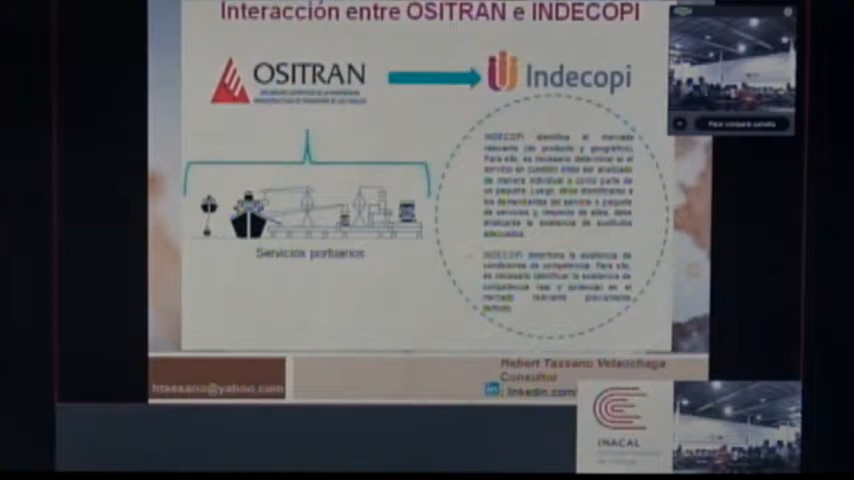 Interacción entre OSITRAN e INDECOPI
OSITRAN
Indecopi
INDECOPI identifica el mercado
relevante (de producto y geográfico).
Para ello, es necesario determinar si el
servicio en cuestión debe ser analizado
de manera individual o como parte de
un paquete. Luego, debe identificarse a
los demandantes del servicio o paquete
de servicios y, respecto de ellos, debe
evaluarse la existencia de sustitutos
adecuados.
Servicios portuarios
INDECOPI determina la existencia de
condiciones de competencia. Para ello,
es necesario identificar la existencia de
competencia real o potencial en el
mercado relevante previamente
Hebert Tassano Velaochaga
Consultor
htassano@yahoo.com
in : linkedin.com/
INACAL